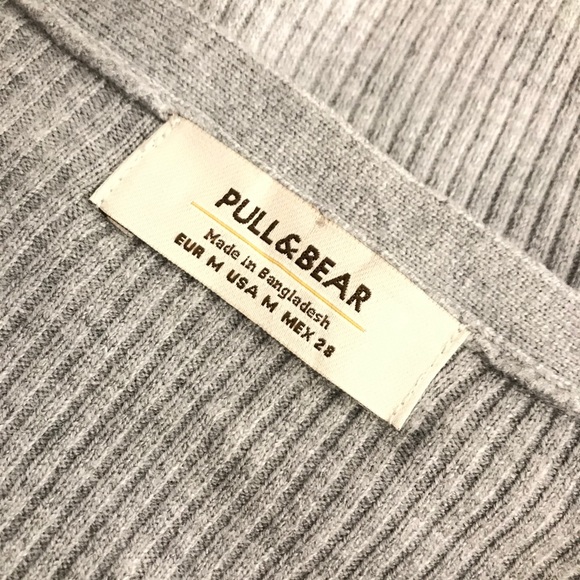 PULL&BEAR
Made in Bangladesh
EUR M USA M MEX 28